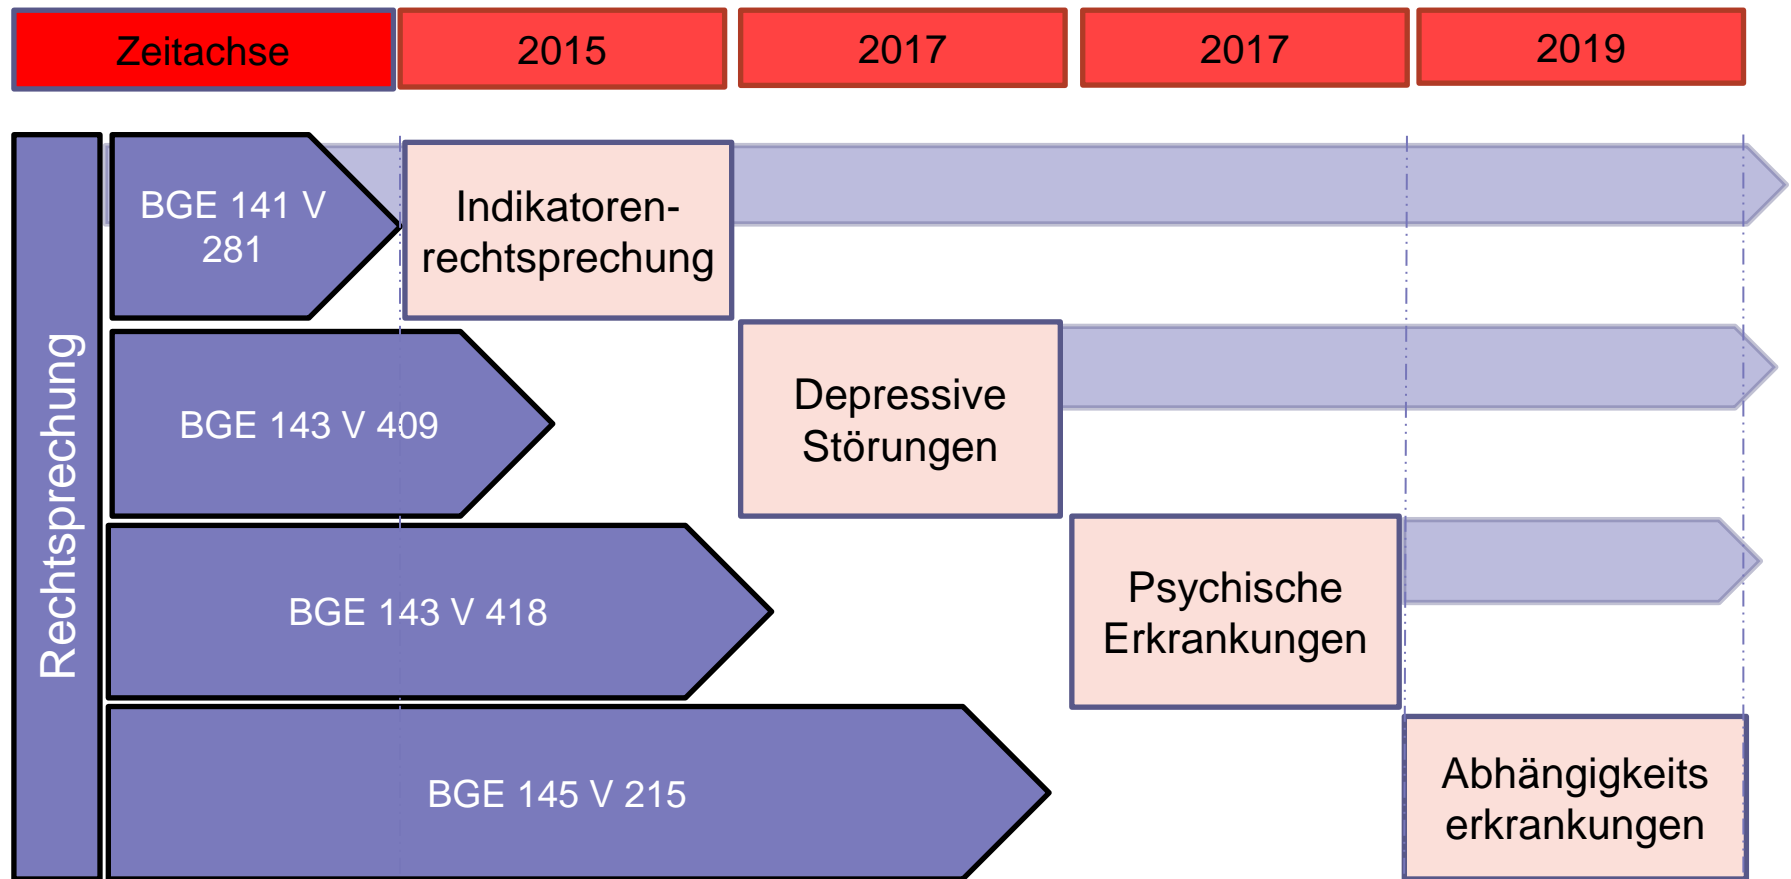 Zeitachse
2015
2017
2017
2019
Rechtsprechung
BGE 141 V
281
Indikatoren-
rechtsprechung
BGE 143 V 409
Depressive
Störungen
BGE 143 V 418
Psychische
Erkrankungen
BGE 145 V 215
Abhängigkeits
erkrankungen